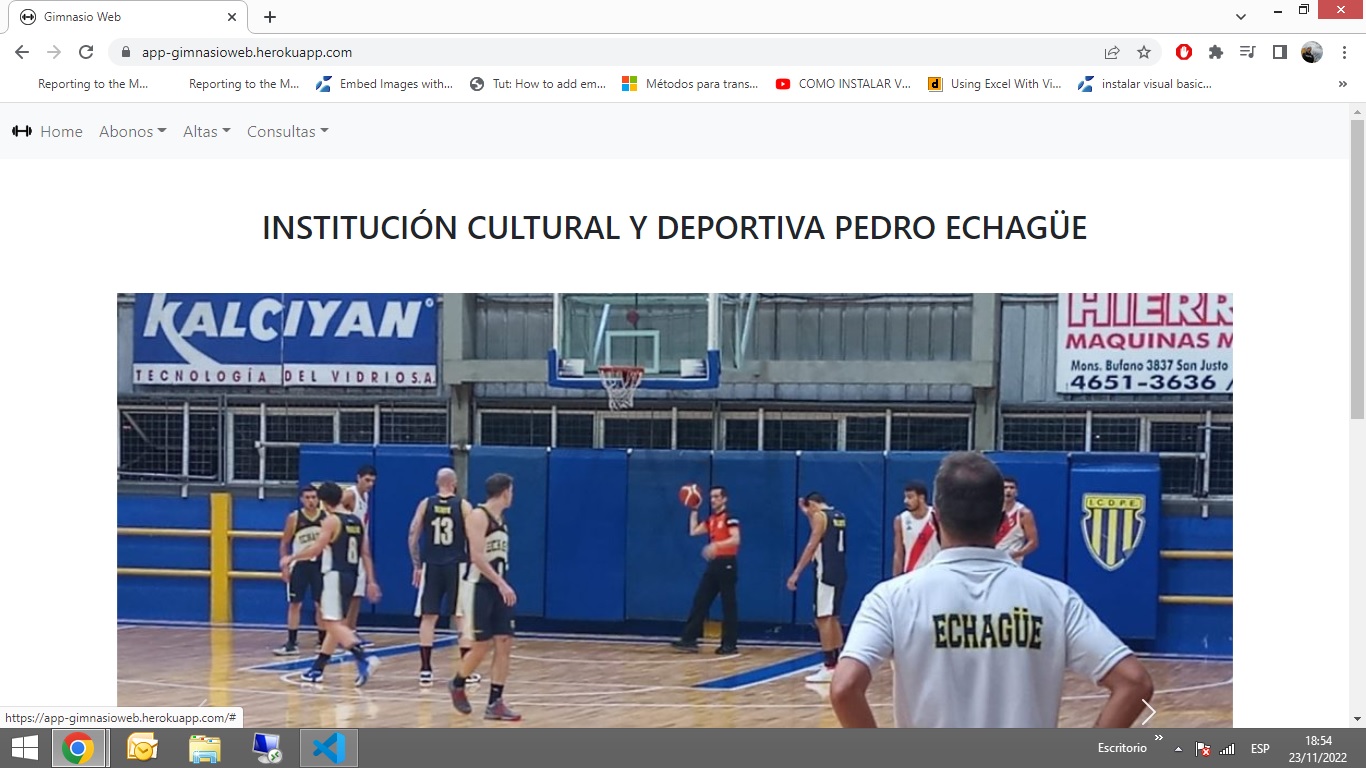 Gimnasio Web
app-gimnasioweb.herokuapp.com
Reporting to the M...
Reporting to the M...
Embed Images with...
Tut: How to add em...
Métodos para trans...
COMO INSTALAR V...
Using Excel With Vi...
instalar visual basic...
Home
Abonos
Altas
Consultas
INSTITUCIÓN CULTURAL Y DEPORTIVA PEDRO ECHAGÜE
KALCIYAN
TECNOLOGÍA DEL VIDRIO S.A.
HIERR
MAQUINAS M
Mons. Bufano 3837 San Justo
4651-3636 /
I.C.D.P.E.
13
8
1
ECHAGÜE
https://app-gimnasioweb.herokuapp.com/#
Escritorio
ESP
18:54
23/11/2022